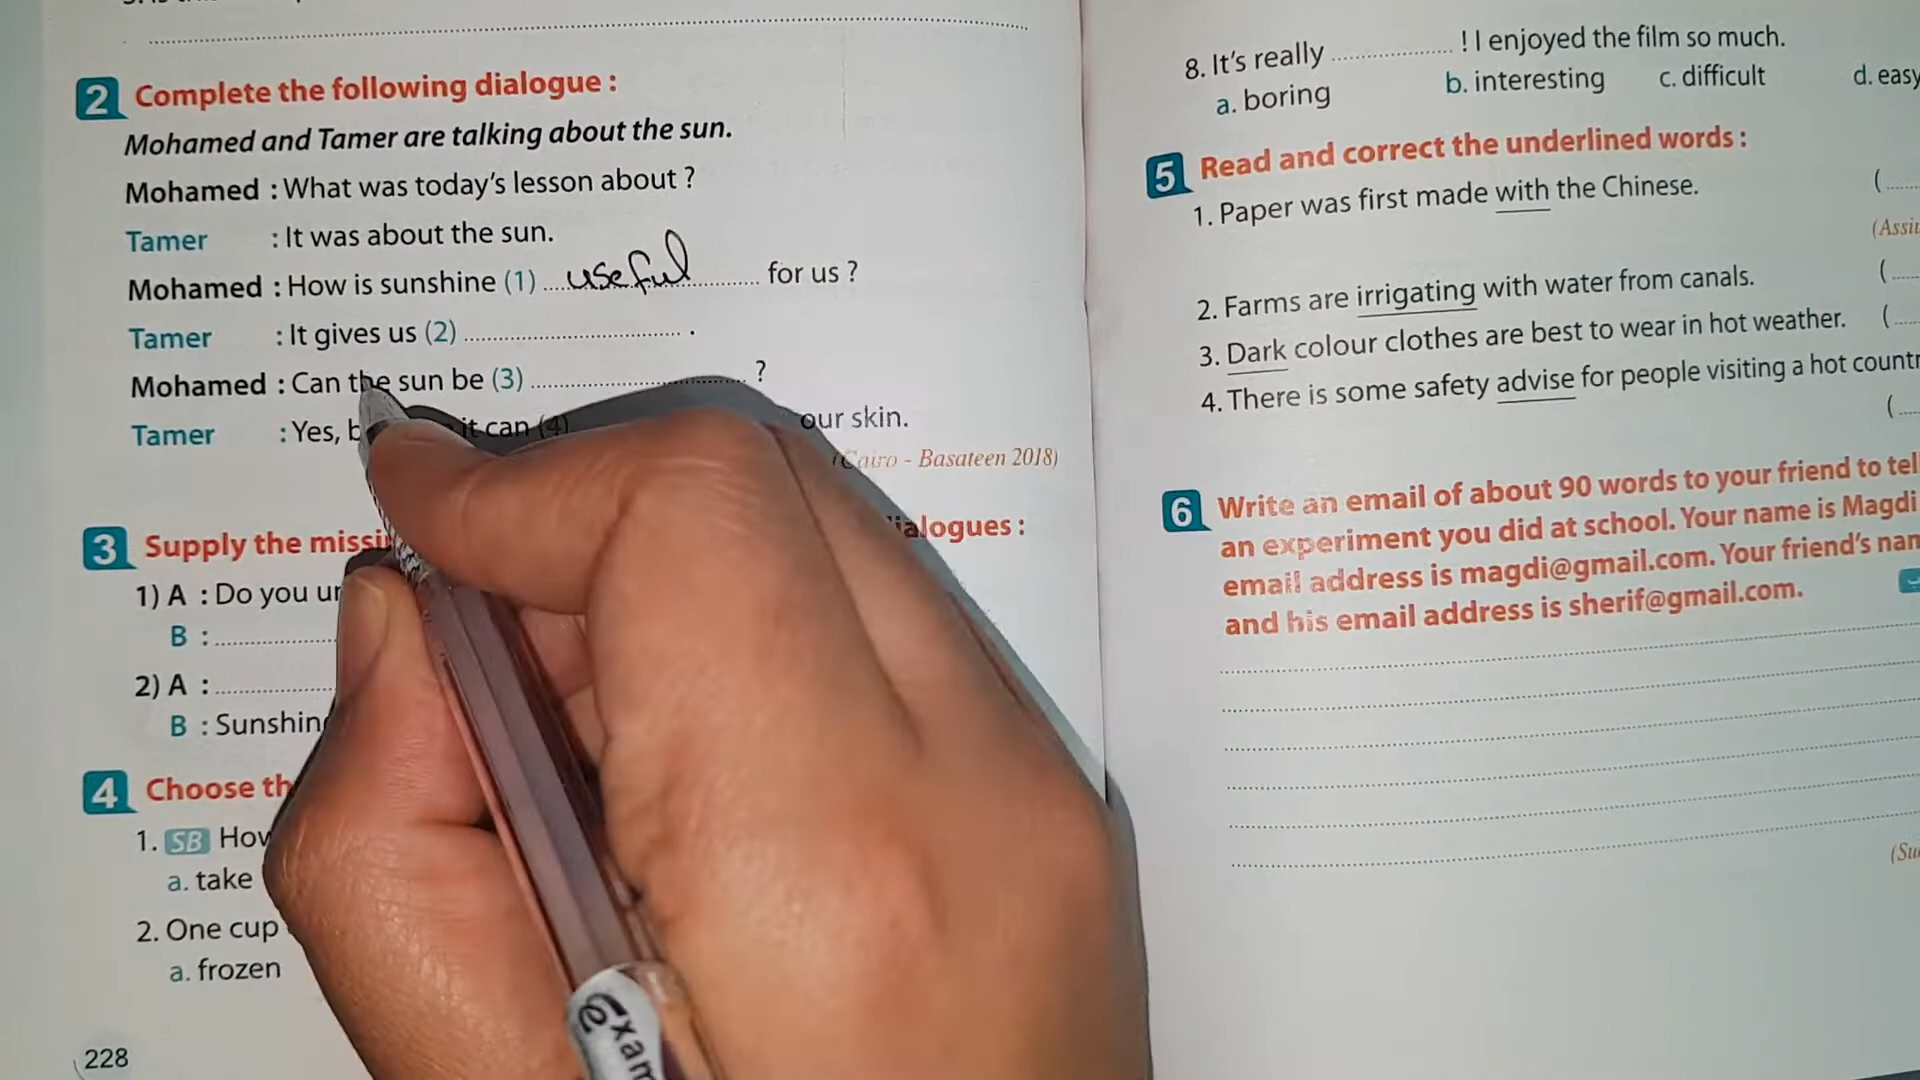 2 Complete the following dialogue :
Mohamed and Tamer are talking about the sun.
Mohamed : What was today's lesson about ?
Tamer : It was about the sun.
Mohamed : How is sunshine (1) ....useful.... for us ?
Tamer : It gives us (2) .................... .
Mohamed : Can the sun be (3) .................... ?
Tamer : Yes, it can (4) our skin.
(Cairo - Basateen 2018)
3 Supply the dialogues :
1) A : Do you
B : ....................
2) A : ....................
B :
4 Choose
1. SB How
a. take
2. One cup
a. frozen
228
8. It's really .................... ! I enjoyed the film so much.
a. boring b. interesting c. difficult d. easy
5 Read and correct the underlined words :
1. Paper was first made with the Chinese. (......
2. Farms are irrigating with water from canals. (......
3. Dark colour clothes are best to wear in hot weather. (......
4. There is some safety advise for people visiting a hot
(......
6 Write an email of about 90 words to your friend to tell
an experiment you did at school. Your name is Magdi
email address is magdi@gmail.com. Your friend's
and his email address is sherif@gmail.com.
Exam